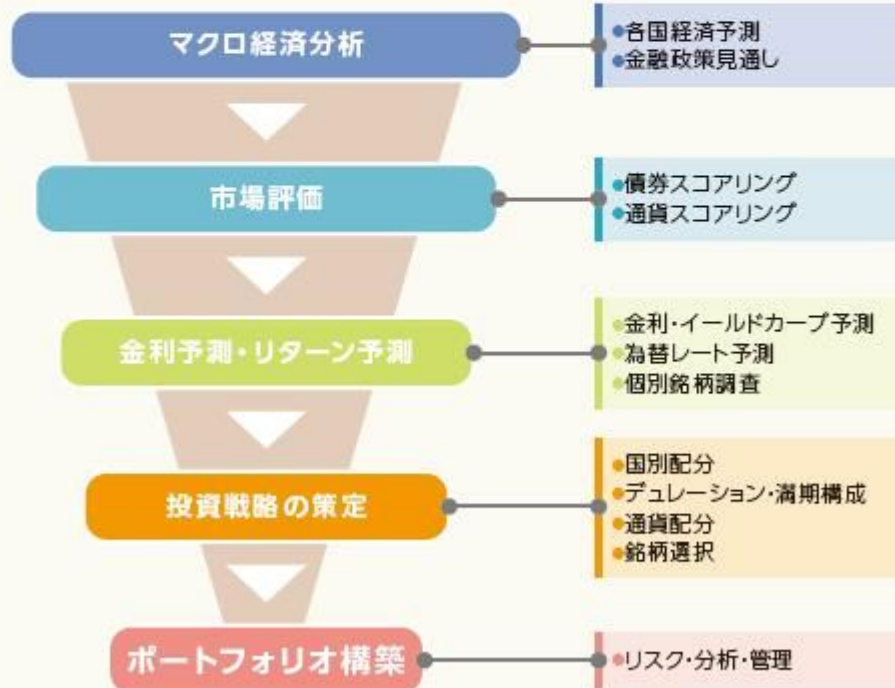 マクロ経済分析
●各国経済予測
●金融政策見通し
市場評価
●債券スコアリング
●通貨スコアリング
金利予測・リターン予測
●金利・イールドカーブ予測
●為替レート予測
●個別銘柄調査
投資戦略の策定
●国別配分
●デュレーション・満期構成
●通貨配分
●銘柄選択
ポートフォリオ構築
●リスク・分析・管理